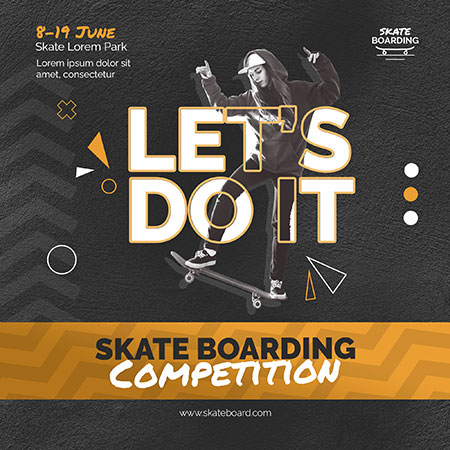 8-19 JUNE
Skate Lorem Park
Lorem ipsum dolor sit
amet, consectetur
SKATE
BOARDING
LET'S
DO IT
SKATE BOARDING
COMPETITION
www.skateboard.com